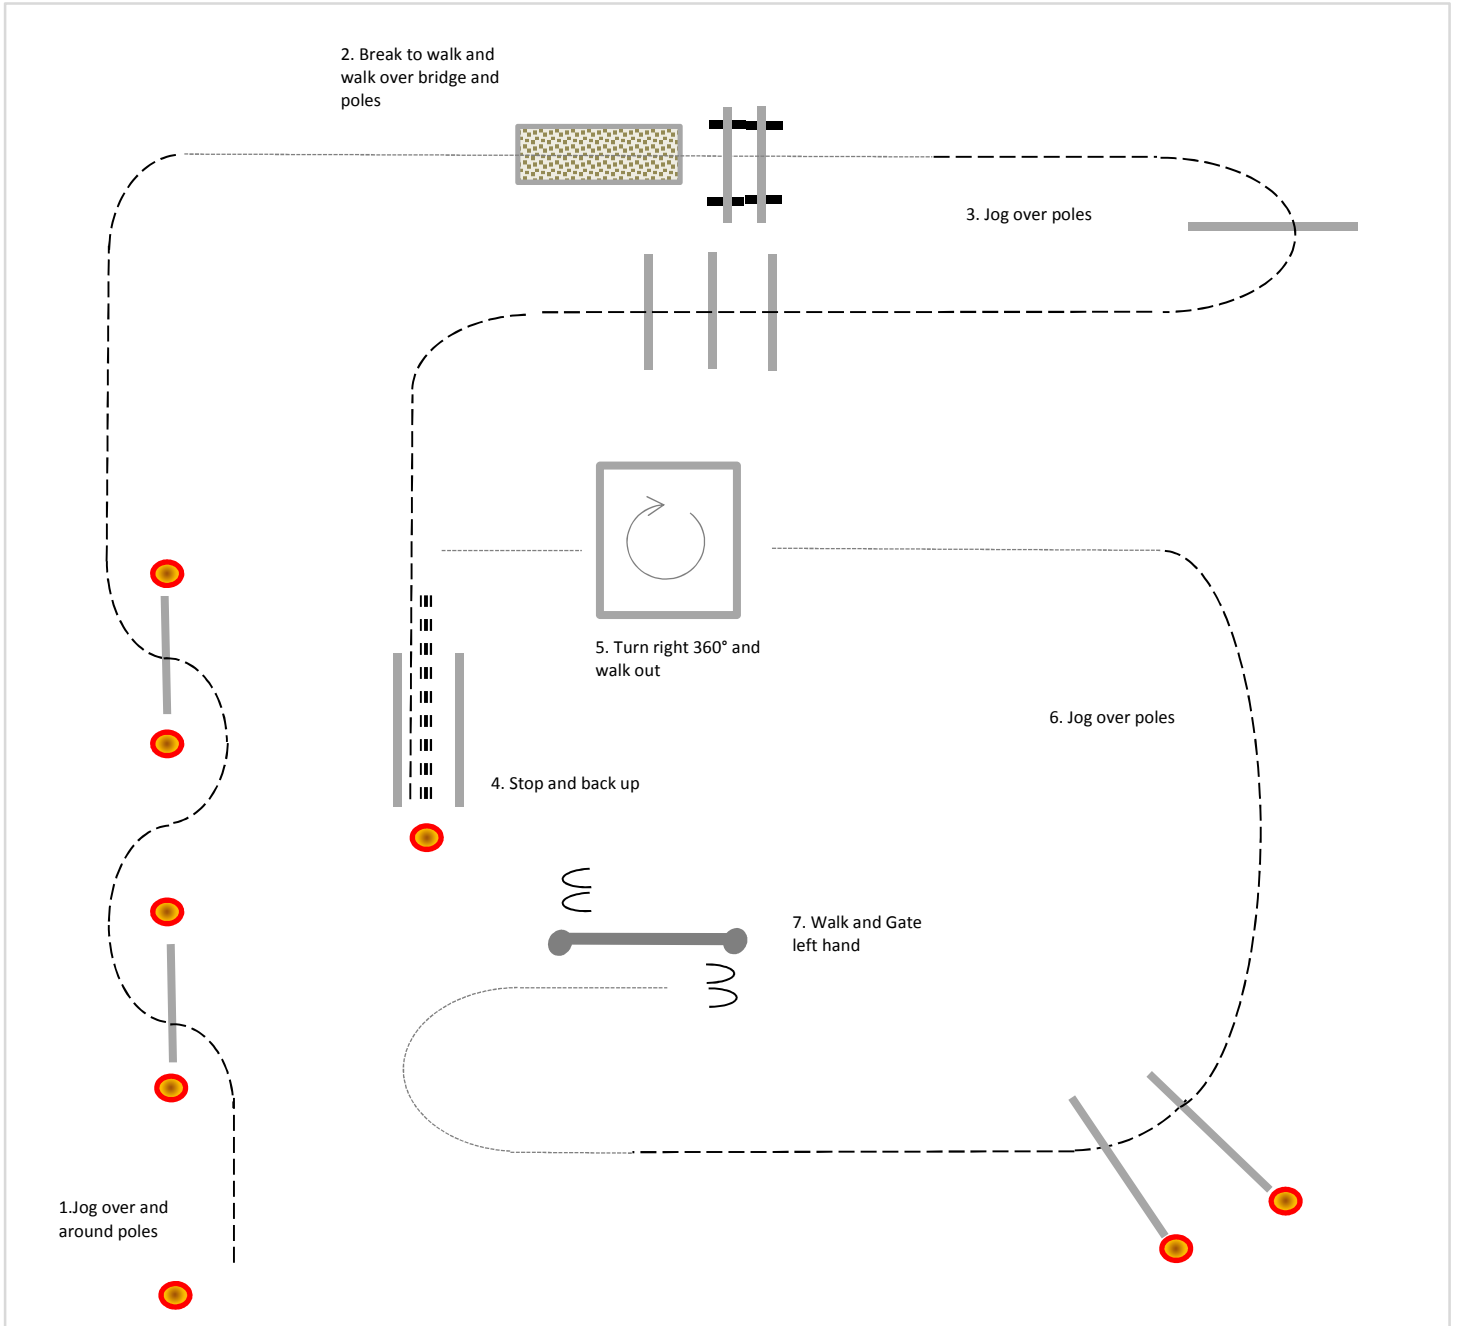 2. Break to walk and
walk over bridge and
poles
3. Jog over poles
5. Turn right 360° and
walk out
6. Jog over poles
4. Stop and back up
7. Walk and Gate
left hand
1.Jog over and
around poles